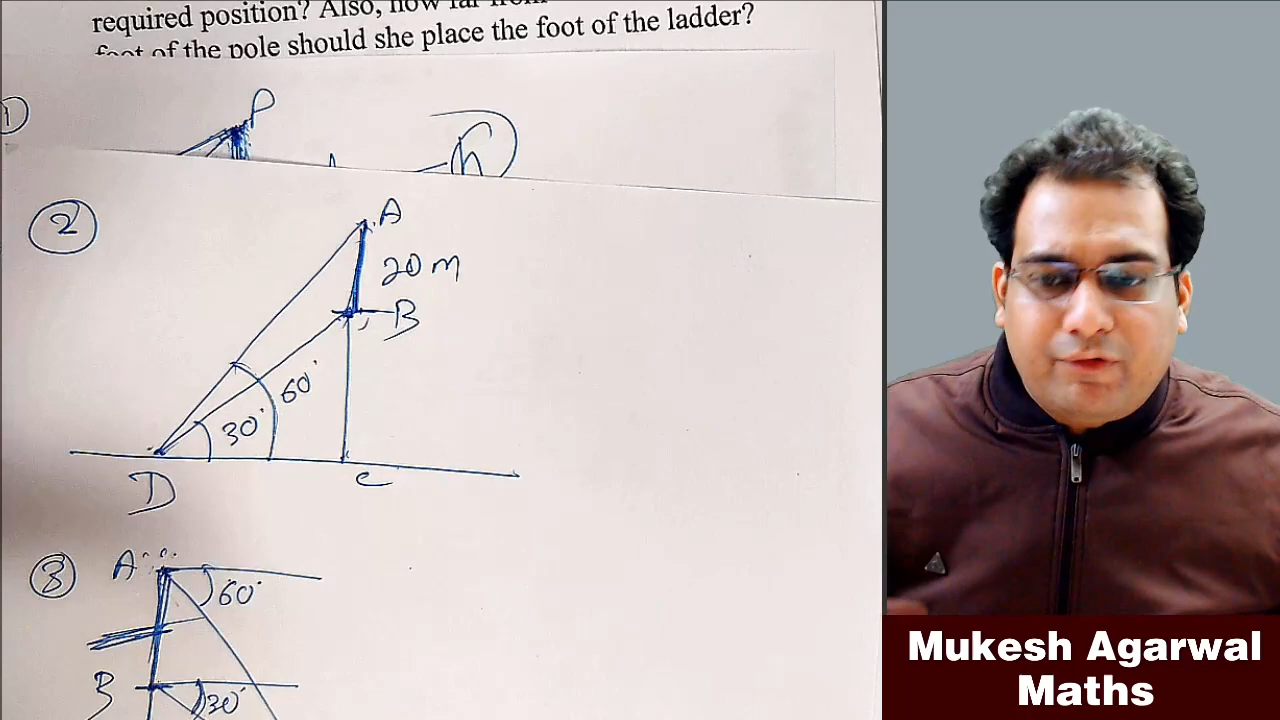 required position? Also, how far from
foot of the pole should she place the foot of the ladder?
1
P
h
2
A
20 m
B
60°
30°
D
C
3
A
60°
B
30°
Mukesh Agarwal
Maths